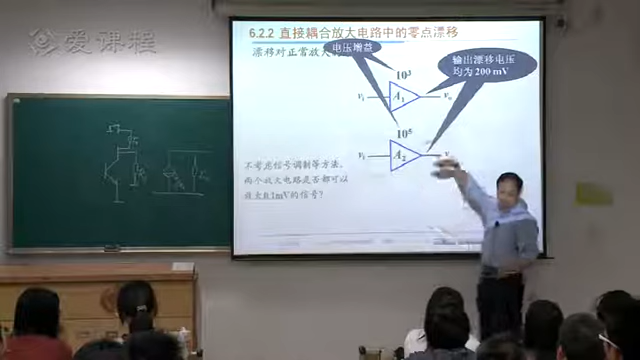 爱课程
6.2.2 直接耦合放大电路中的零点漂移
漂移对正常放大
电压增益
10³
输出漂移电压
均为 200 mV
vᵢ A₁ vₒ
10⁵
vᵢ A₂ v
不考虑信号调制等方法,
两个放大电路是否都可以
放大0.1mV的信号?